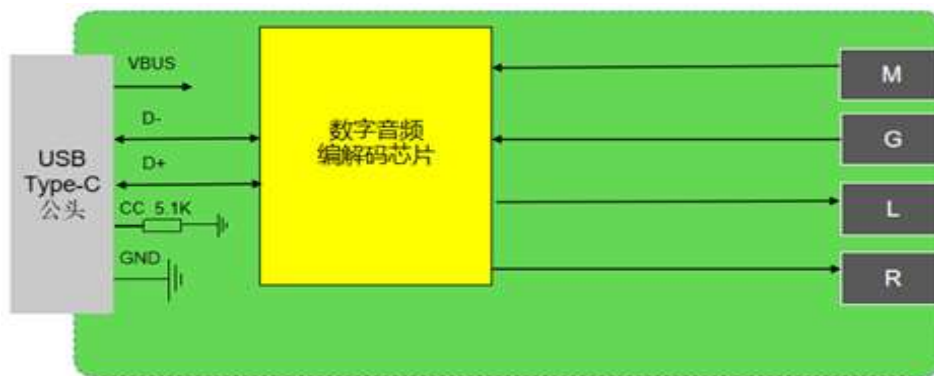 VBUS
D-
D+
USB
Type-C
公头
CC 5.1K
GND
数字音频
编解码芯片
M
G
L
R